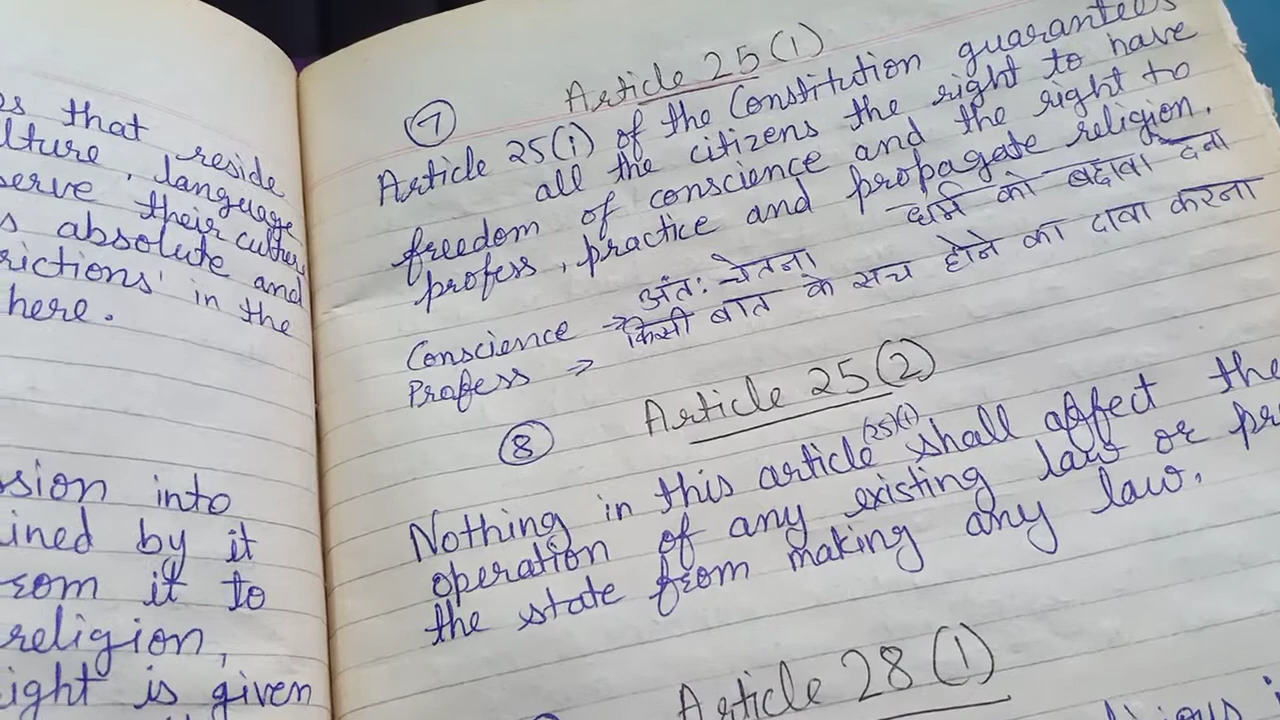 that reside
language
serve their culture,
absolute and
in the
here.
sion into
ined by it
rom it to
religion,
ight is given
Article 25(1)
7
Article 25(1) of the Constitution guarantees
all the citizens the right to have
freedom of conscience and the right to
profess, practice and propagate religion.
धर्म को बढ़ावा देना
Conscience → अंतः चेतना
Profess → किसी बात के सच होने का दावा करना
Article 25(2)
8
Nothing in this article (25)(1) shall affect the
operation of any existing law or pr
the state from making any law.
Article 28(1)